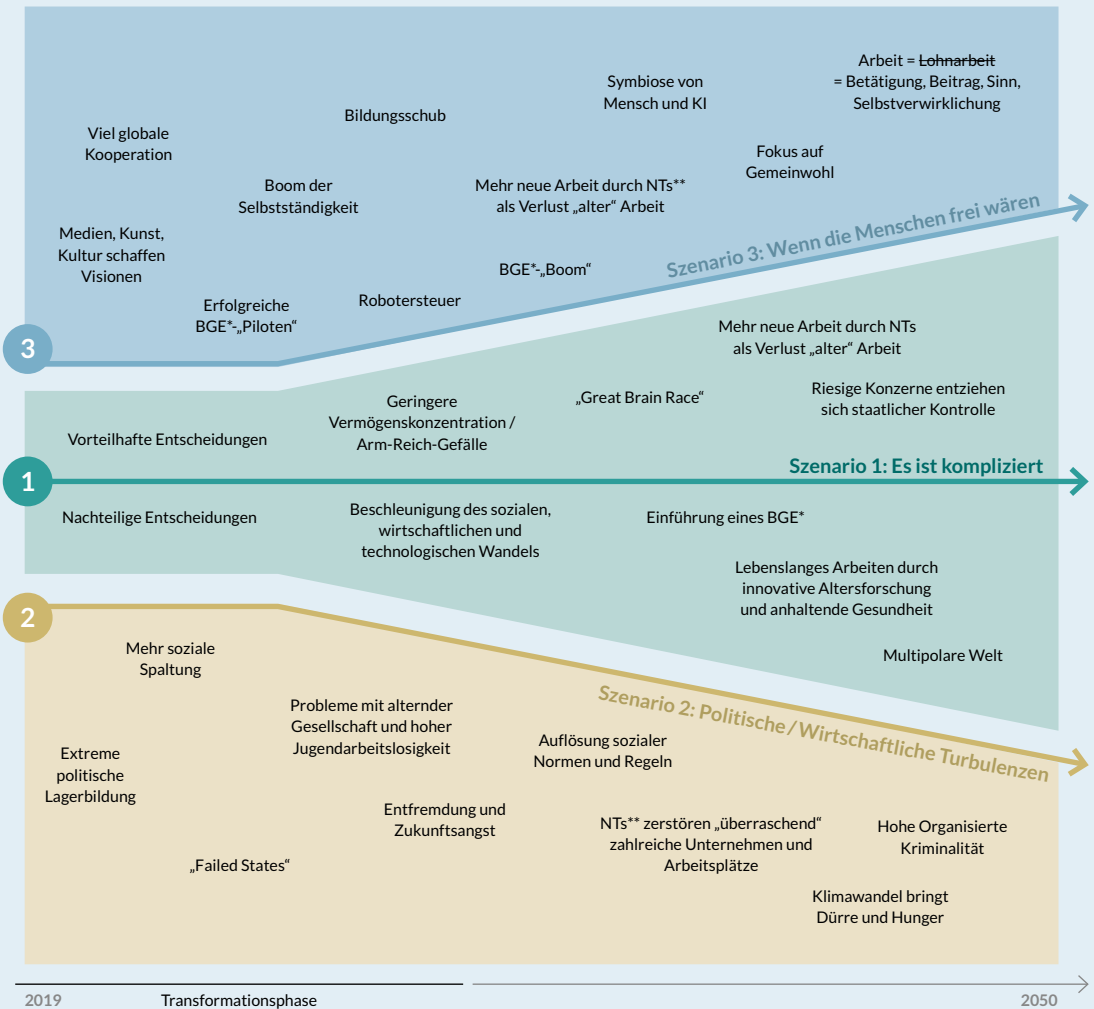 Arbeit = Lohnarbeit
= Betätigung, Beitrag, Sinn,
Selbstverwirklichung
Symbiose von
Mensch und KI
Bildungsschub
Viel globale
Kooperation
Fokus auf
Gemeinwohl
Boom der
Selbstständigkeit
Mehr neue Arbeit durch NTs**
als Verlust „alter“ Arbeit
Medien, Kunst,
Kultur schaffen
Visionen
Szenario 3: Wenn die Menschen frei wären
BGE*-„Boom“
Robotersteuer
Erfolgreiche
BGE*-„Piloten“
3
Mehr neue Arbeit durch NTs
als Verlust „alter“ Arbeit
Riesige Konzerne entziehen
sich staatlicher Kontrolle
„Great Brain Race“
Geringere
Vermögenskonzentration /
Arm-Reich-Gefälle
Vorteilhafte Entscheidungen
1
Szenario 1: Es ist kompliziert
Nachteilige Entscheidungen
Beschleunigung des sozialen,
wirtschaftlichen und
technologischen Wandels
Einführung eines BGE*
Lebenslanges Arbeiten durch
innovative Altersforschung
und anhaltende Gesundheit
Multipolare Welt
2
Szenario 2: Politische / Wirtschaftliche Turbulenzen
Mehr soziale
Spaltung
Probleme mit alternder
Gesellschaft und hoher
Jugendarbeitslosigkeit
Extreme
politische
Lagerbildung
Auflösung sozialer
Normen und Regeln
Entfremdung und
Zukunftsangst
NTs** zerstören „überraschend“
zahlreiche Unternehmen und
Arbeitsplätze
Hohe Organisierte
Kriminalität
„Failed States“
Klimawandel bringt
Dürre und Hunger
2019
Transformationsphase
2050